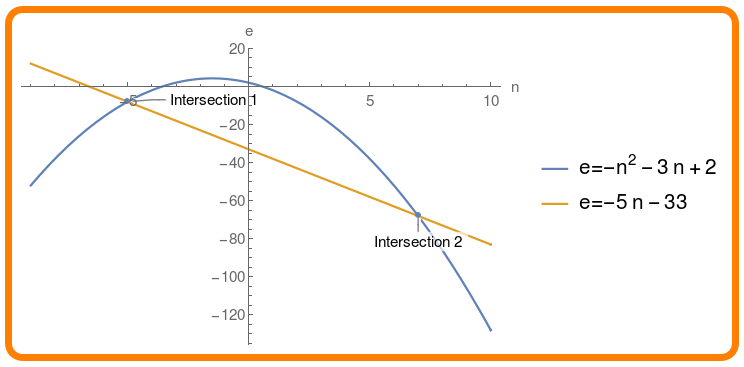 e
20
n
-5
5
10
Intersection 1
-20
-40
-60
-80
-100
-120
Intersection 2
e=-n² - 3 n + 2
e=-5 n - 33